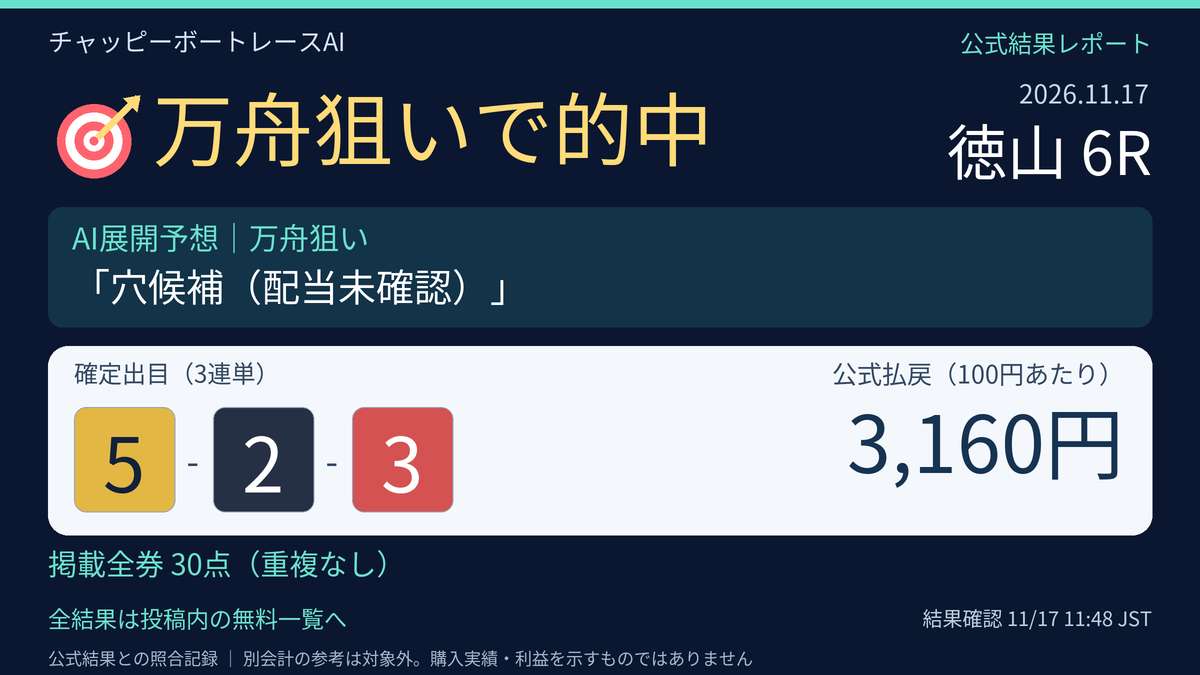 チャッピーボートレースAI
公式結果レポート
2026.11.17
万舟狙いで的中
徳山 6R
AI展開予想｜万舟狙い
「穴候補（配当未確認）」
確定出目（3連単）
公式払戻（100円あたり）
5 - 2 - 3
3,160円
掲載全券 30点（重複なし）
全結果は投稿内の無料一覧へ
結果確認 11/17 11:48 JST
公式結果との照合記録｜別会計の参考は対象外。購入実績・利益を示すものではありません